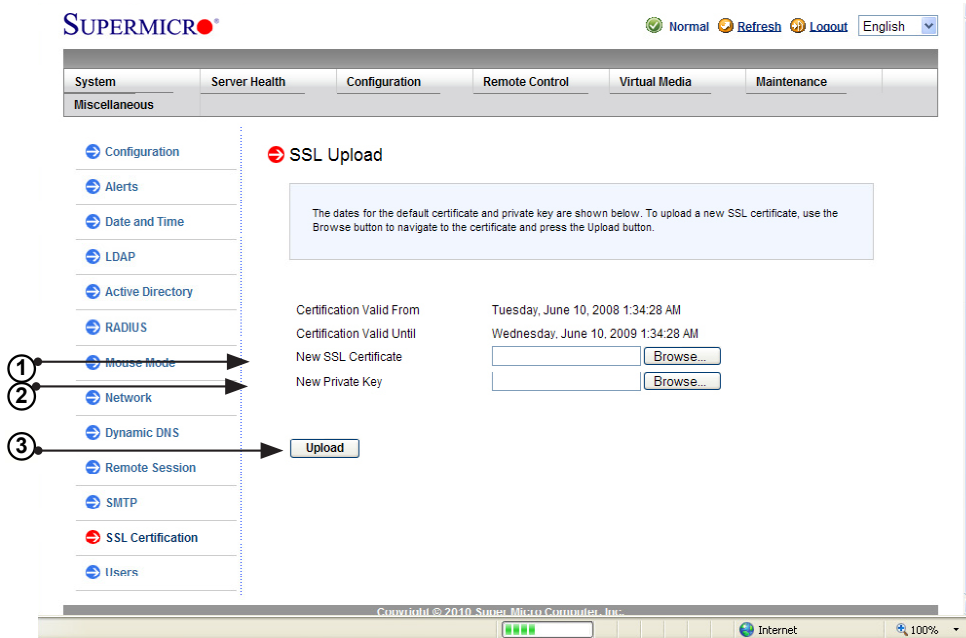 SUPERMICRO
Normal Refresh Logout English
System Server Health Configuration Remote Control Virtual Media Maintenance
Miscellaneous
Configuration
Alerts
Date and Time
LDAP
Active Directory
RADIUS
Mouse Mode
Network
Dynamic DNS
Remote Session
SMTP
SSL Certification
Users
SSL Upload
The dates for the default certificate and private key are shown below. To upload a new SSL certificate, use the
Browse button to navigate to the certificate and press the Upload button.
Certification Valid From Tuesday, June 10, 2008 1:34:28 AM
Certification Valid Until Wednesday, June 10, 2009 1:34:28 AM
New SSL Certificate Browse...
New Private Key Browse...
Upload
1
2
3
Copyright © 2010 Super Micro Computer, Inc.
Internet 100%